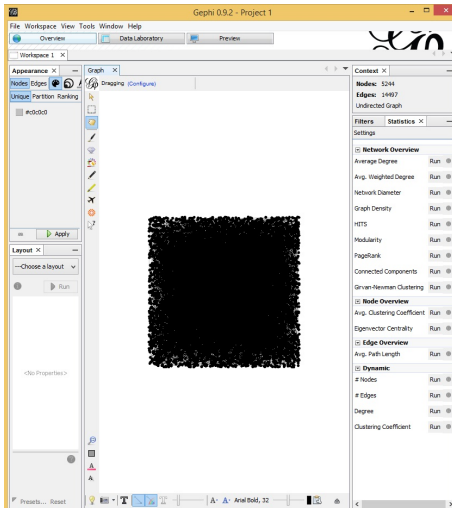 Gephi 0.9.2 - Project 1
File Workspace View Tools Window Help
Overview Data Laboratory Preview
Workspace 1
Appearance
Nodes Edges
Unique Partition Ranking
#c0c0c0
Apply
Layout
---Choose a layout
Run
<No Properties>
Presets... Reset
Graph
Dragging (Configure)
A- A- Arial Bold, 32
Context
Nodes: 5244
Edges: 14497
Undirected Graph
Filters Statistics
Settings
Network Overview
Average Degree Run
Avg. Weighted Degree Run
Network Diameter Run
Graph Density Run
HITS Run
Modularity Run
PageRank Run
Connected Components Run
Girvan-Newman Clustering Run
Node Overview
Avg. Clustering Coefficient Run
Eigenvector Centrality Run
Edge Overview
Avg. Path Length Run
Dynamic
# Nodes Run
# Edges Run
Degree Run
Clustering Coefficient Run